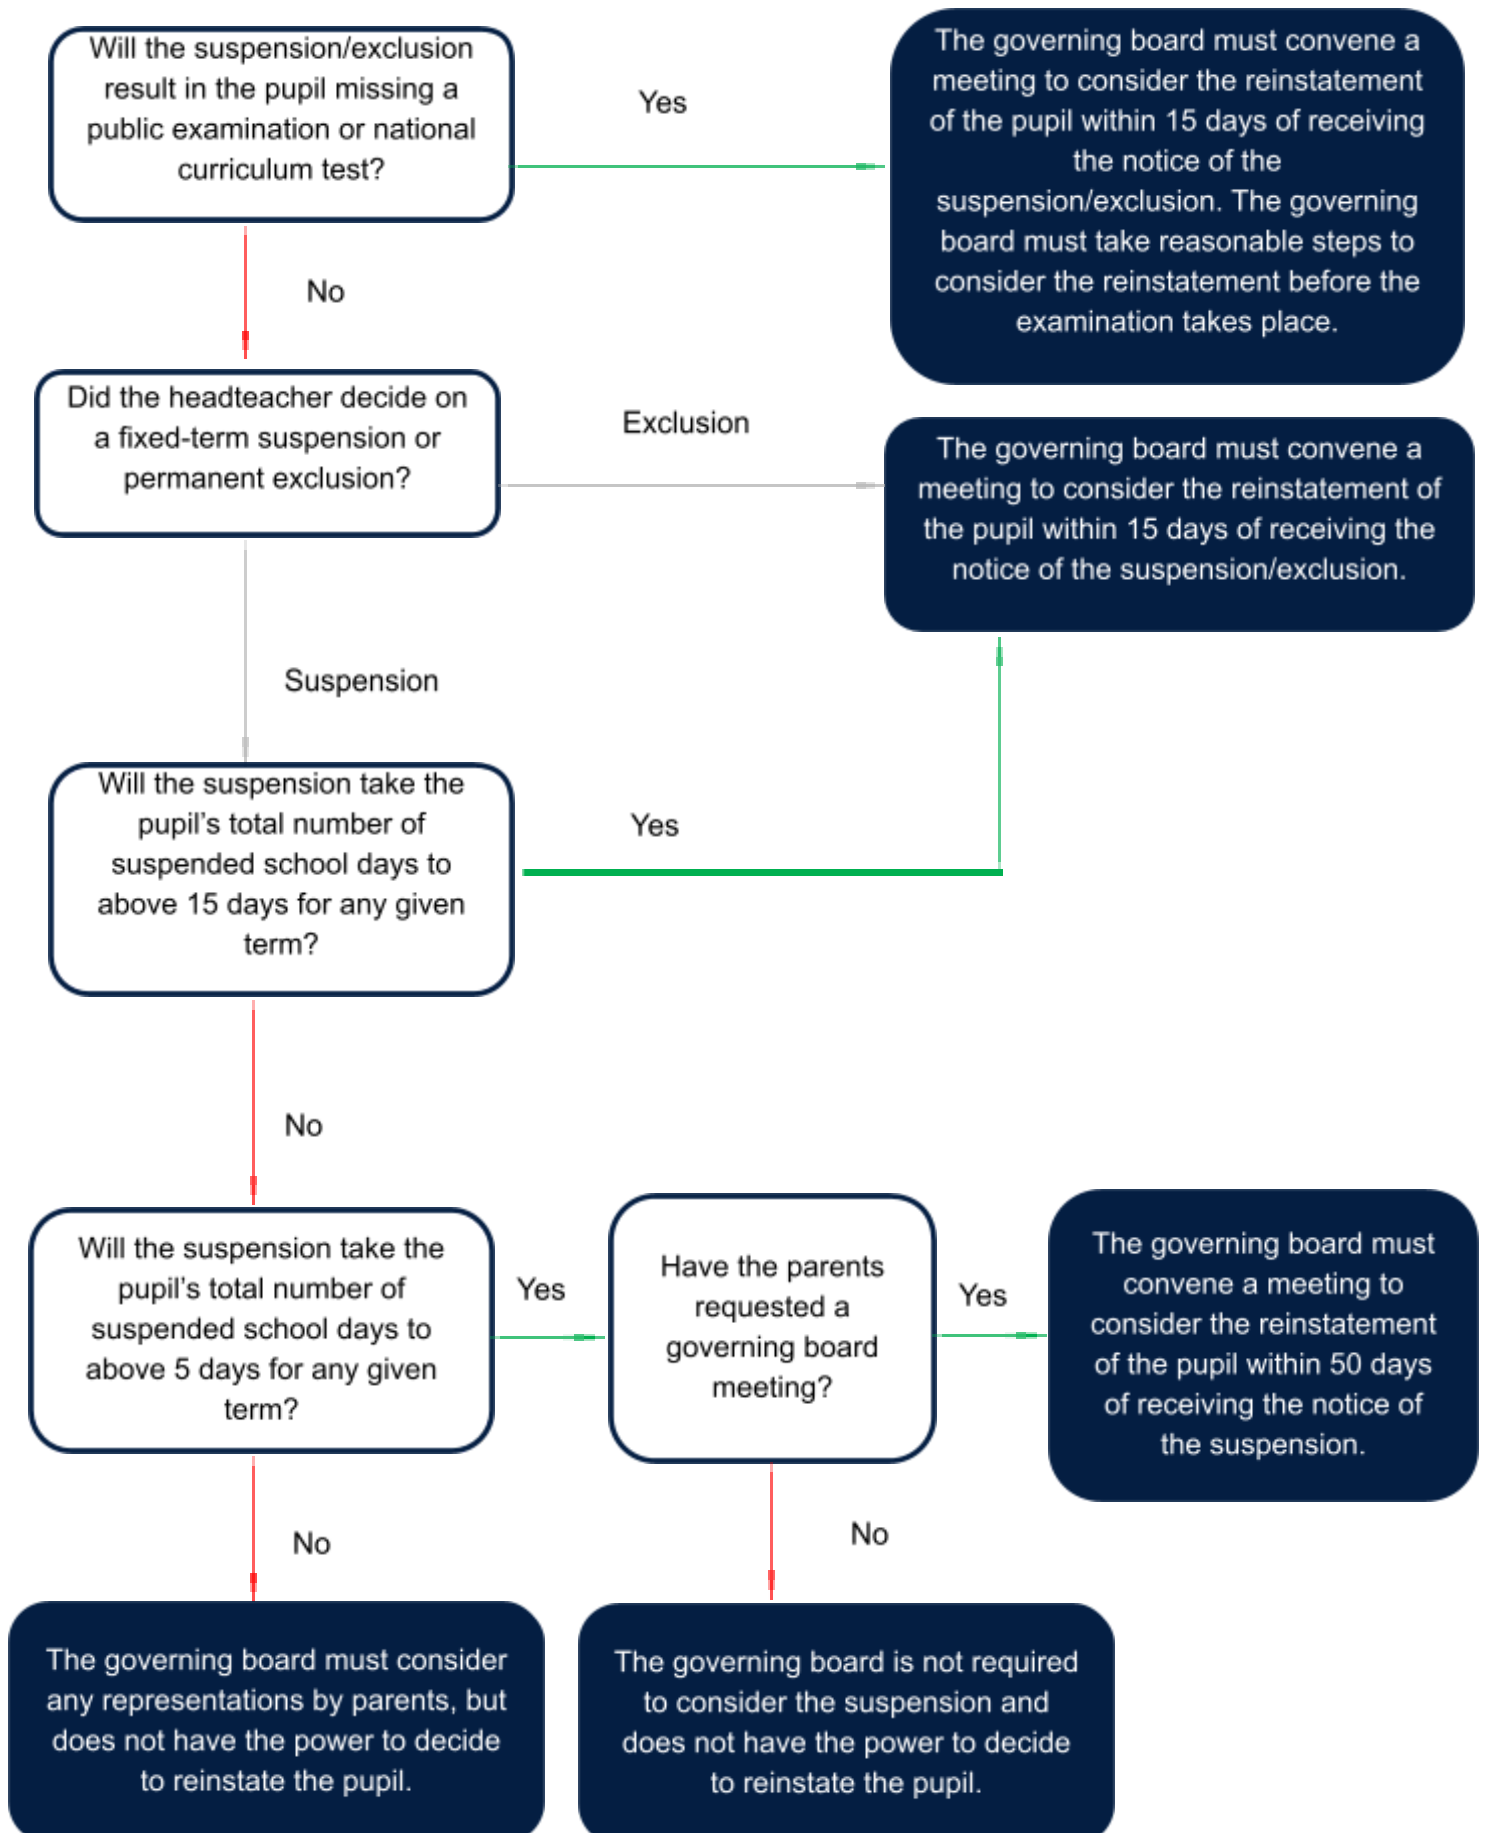 Will the suspension/exclusion
result in the pupil missing a
public examination or national
curriculum test?
Yes
The governing board must convene a
meeting to consider the reinstatement
of the pupil within 15 days of receiving
the notice of the
suspension/exclusion. The governing
board must take reasonable steps to
consider the reinstatement before the
examination takes place.
No
Did the headteacher decide on
a fixed-term suspension or
permanent exclusion?
Exclusion
The governing board must convene a
meeting to consider the reinstatement of
the pupil within 15 days of receiving the
notice of the suspension/exclusion.
Suspension
Will the suspension take the
pupil’s total number of
suspended school days to
above 15 days for any given
term?
Yes
No
Will the suspension take the
pupil’s total number of
suspended school days to
above 5 days for any given
term?
Yes
Have the parents
requested a
governing board
meeting?
Yes
The governing board must
convene a meeting to
consider the reinstatement
of the pupil within 50 days
of receiving the notice of
the suspension.
No
No
The governing board must consider
any representations by parents, but
does not have the power to decide
to reinstate the pupil.
The governing board is not required
to consider the suspension and
does not have the power to decide
to reinstate the pupil.